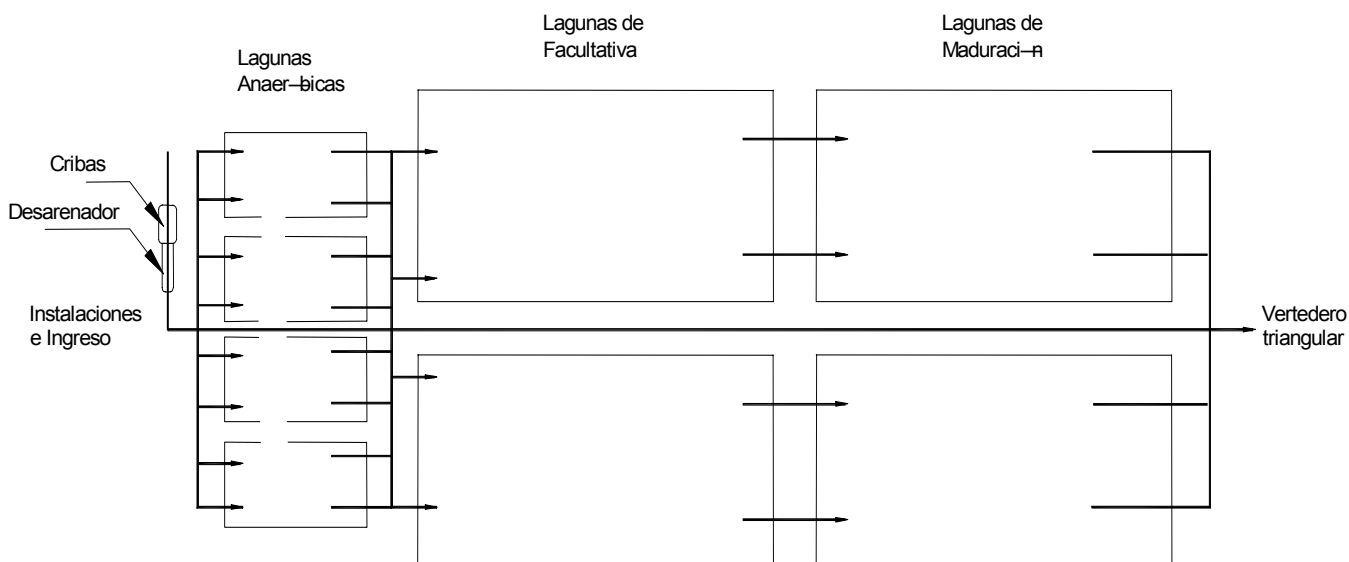 Lagunas de
Facultativa
Lagunas de
Maduraci–n
Lagunas
Anaer–bicas
Cribas
Desarenador
Instalaciones
e Ingreso
Vertedero
triangular